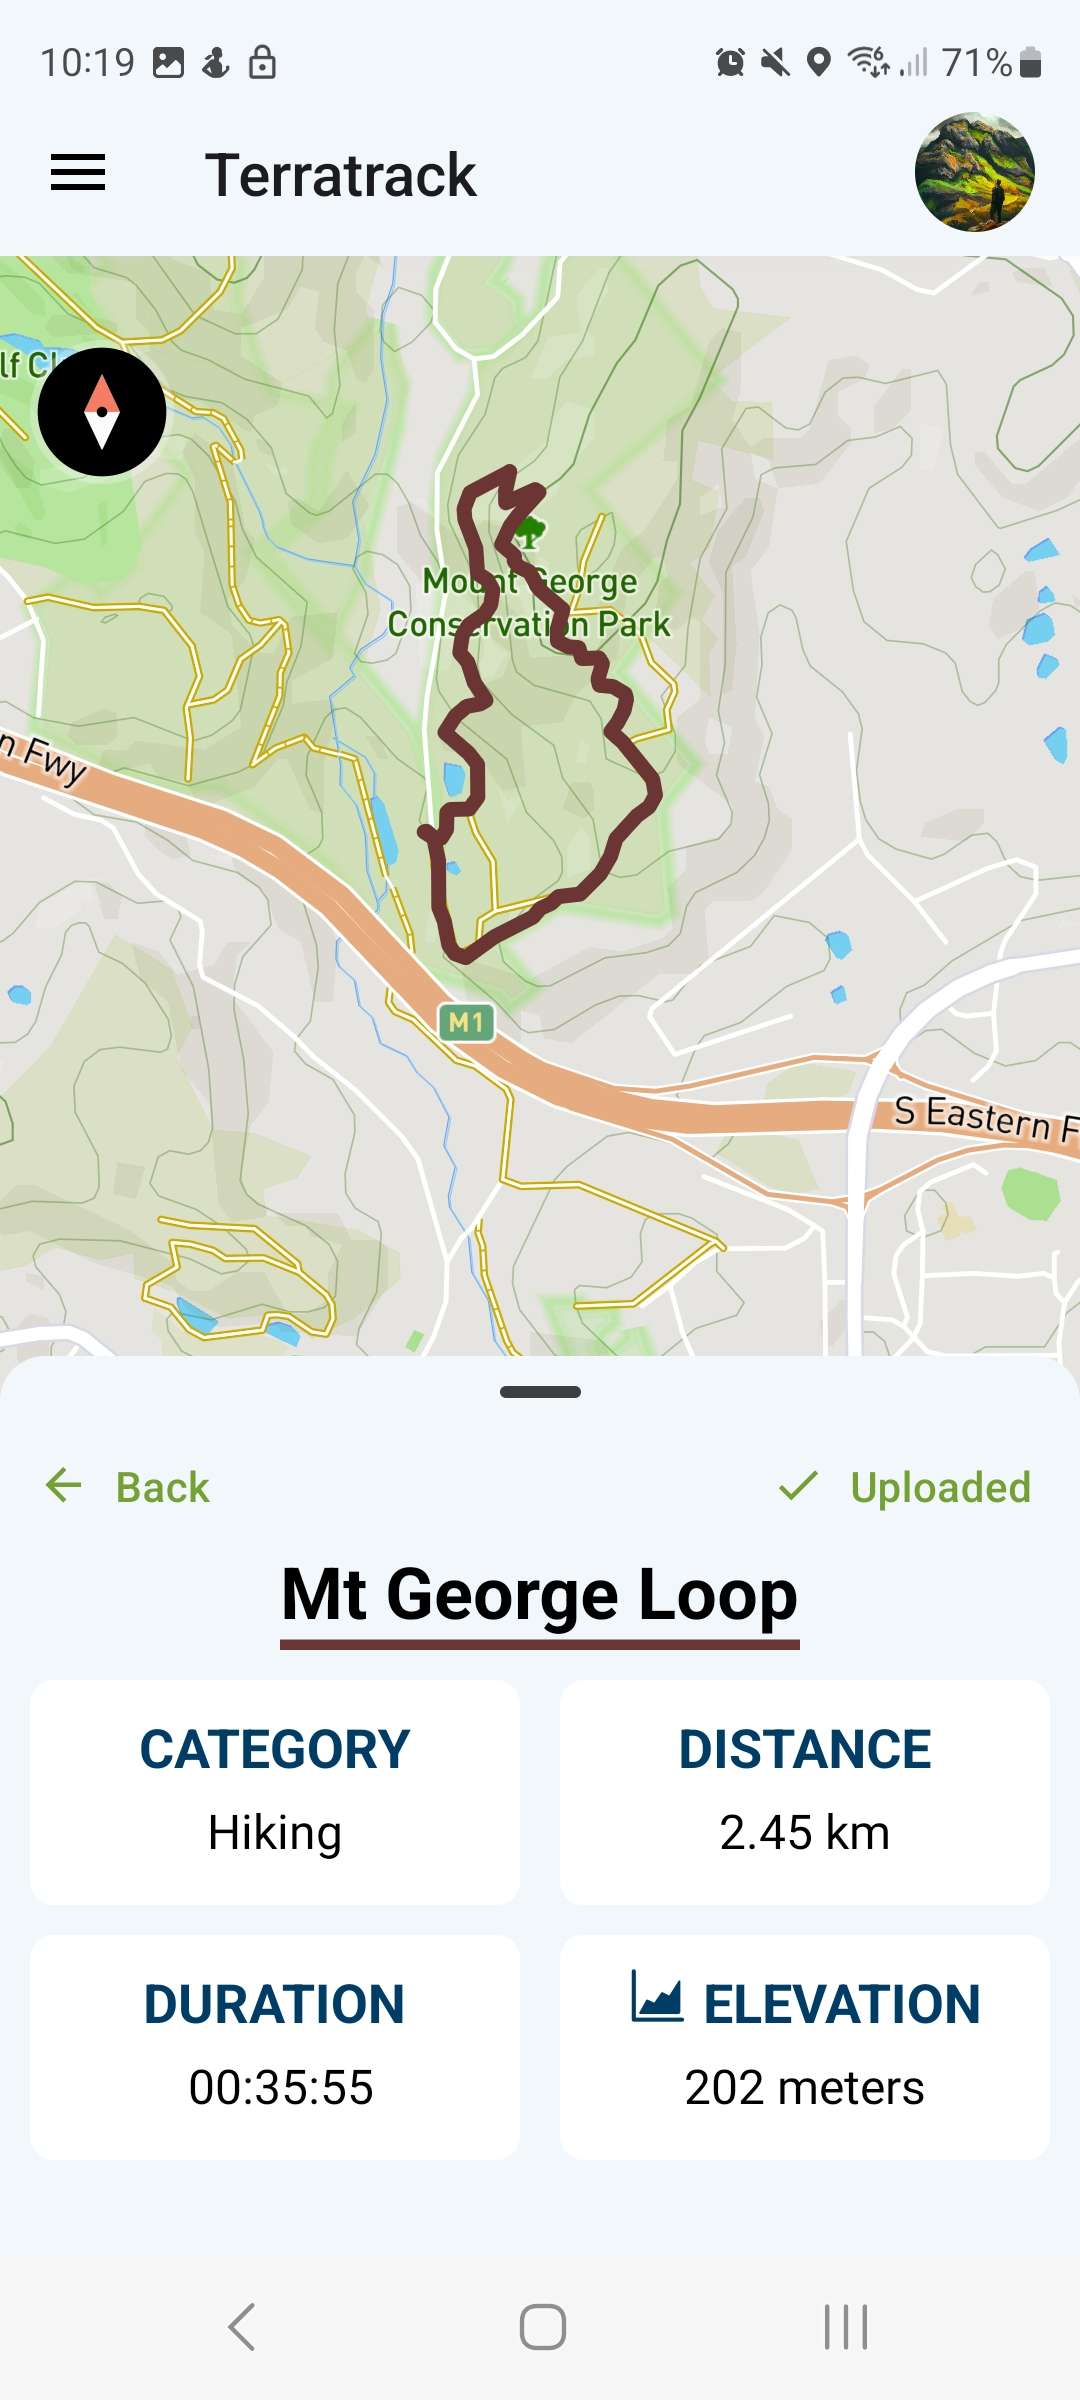 10:19
71%
Terratrack
lf Cl
Mount George
Conservation Park
n Fwy
M1
S Eastern F
Back
Uploaded
Mt George Loop
CATEGORY
DISTANCE
Hiking
2.45 km
DURATION
ELEVATION
00:35:55
202 meters